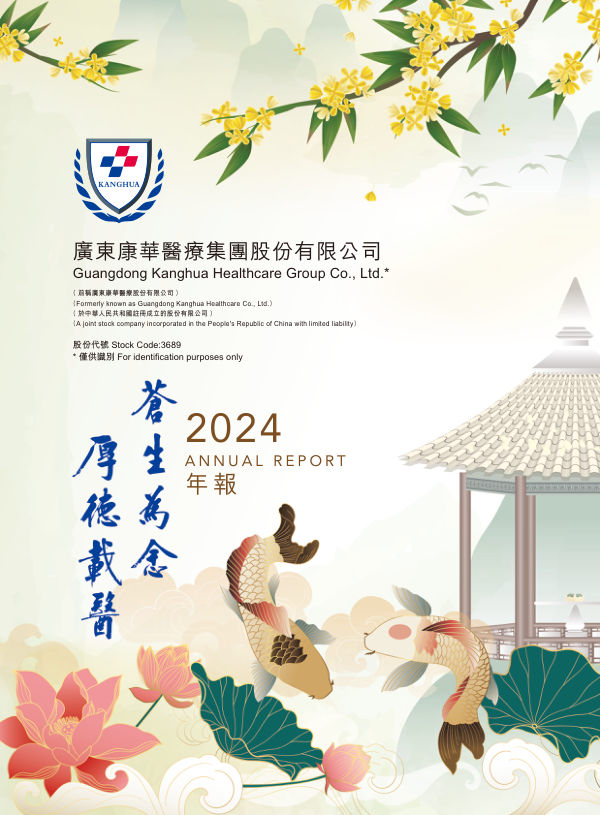 KANGHUA
廣東康華醫療集團股份有限公司
Guangdong Kanghua Healthcare Group Co., Ltd.*
（前稱廣東康華醫療股份有限公司）
(Formerly known as Guangdong Kanghua Healthcare Co., Ltd.)
（於中華人民共和國註冊成立的股份有限公司）
(A joint stock company incorporated in the People's Republic of China with limited liability)
股份代號 Stock Code:3689
* 僅供識別 For identification purposes only
蒼生為念
厚德載醫
2024
ANNUAL REPORT
年報